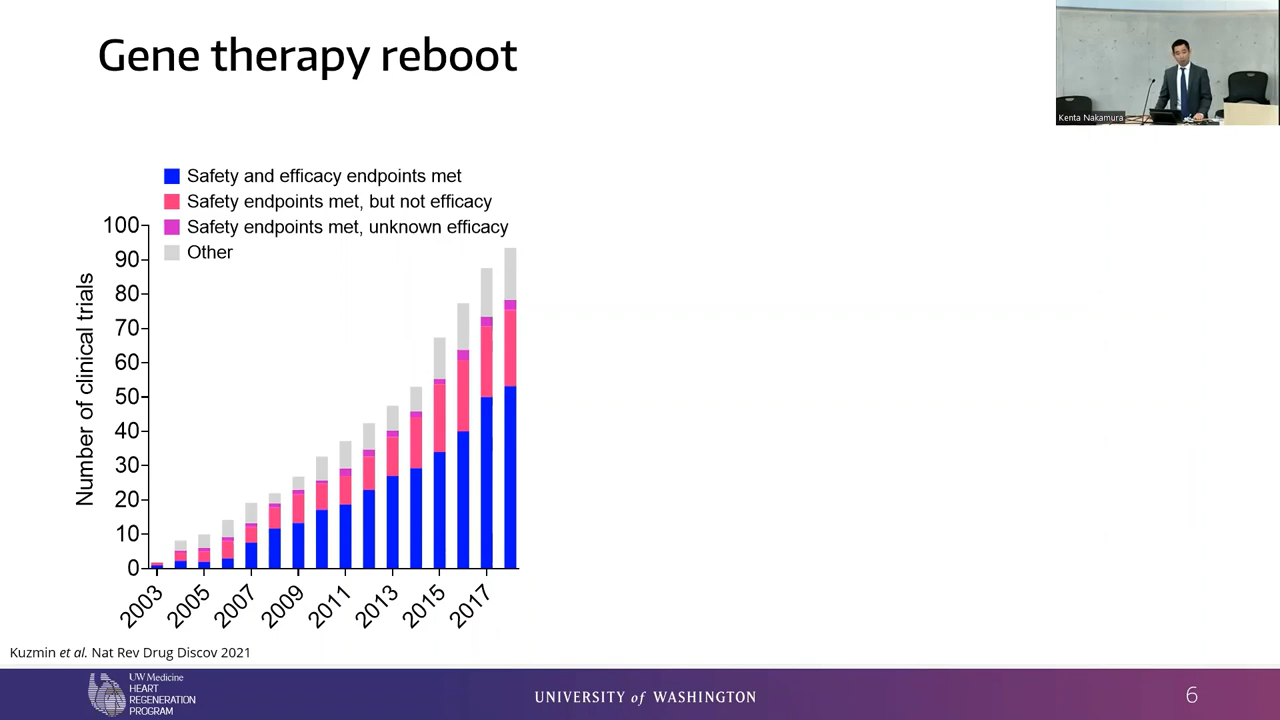 Gene therapy reboot
Kenta Nakamura
Safety and efficacy endpoints met
Safety endpoints met, but not efficacy
Safety endpoints met, unknown efficacy
Other
Number of clinical trials
100
90
80
70
60
50
40
30
20
10
0
2003
2005
2007
2009
2011
2013
2015
2017
Kuzmin et al. Nat Rev Drug Discov 2021
UW Medicine
HEART
REGENERATION
PROGRAM
UNIVERSITY of WASHINGTON
6